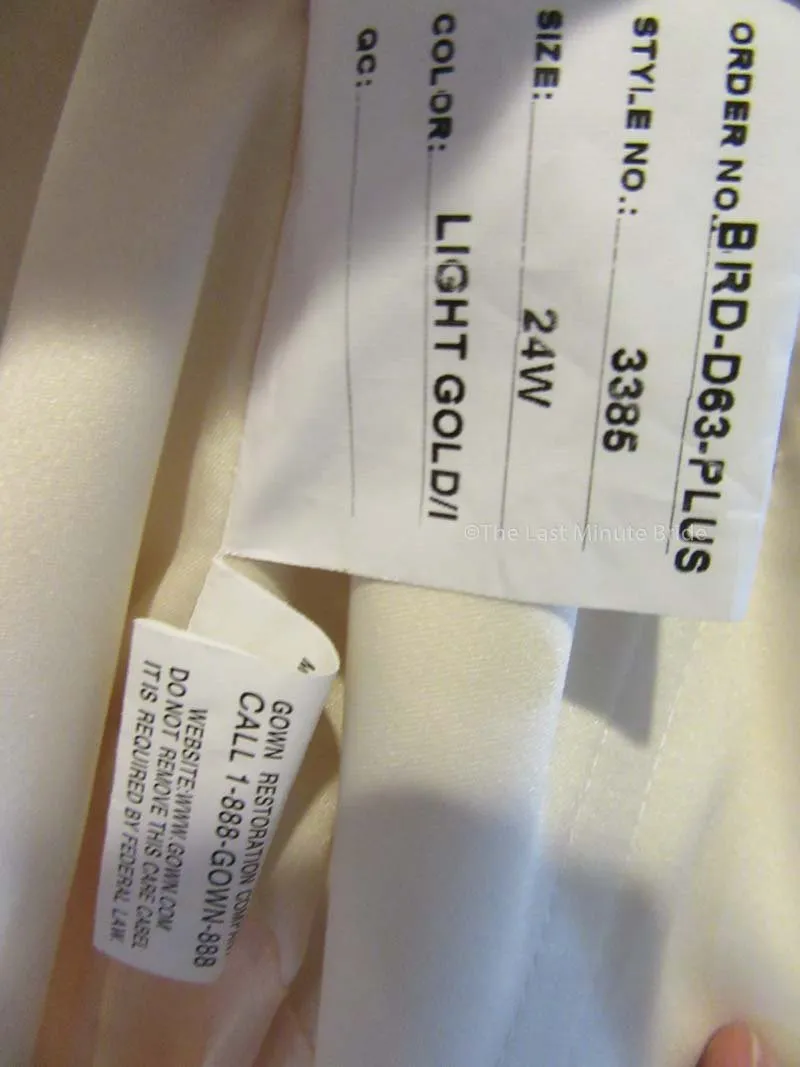 ORDER NO.: BIRD-D63-PLUS
STYLE NO.: 3385
SIZE: 24W
COLOR: LIGHT GOLD/I
QC:
©The Last Minute Bride
GOWN RESTORATION COMPANY
CALL 1-888-GOWN-888
WEBSITE:WWW.GOWN.COM
DO NOT REMOVE THIS CARE CABEL
IT IS REQUIRED BY FEDERAL LAW.